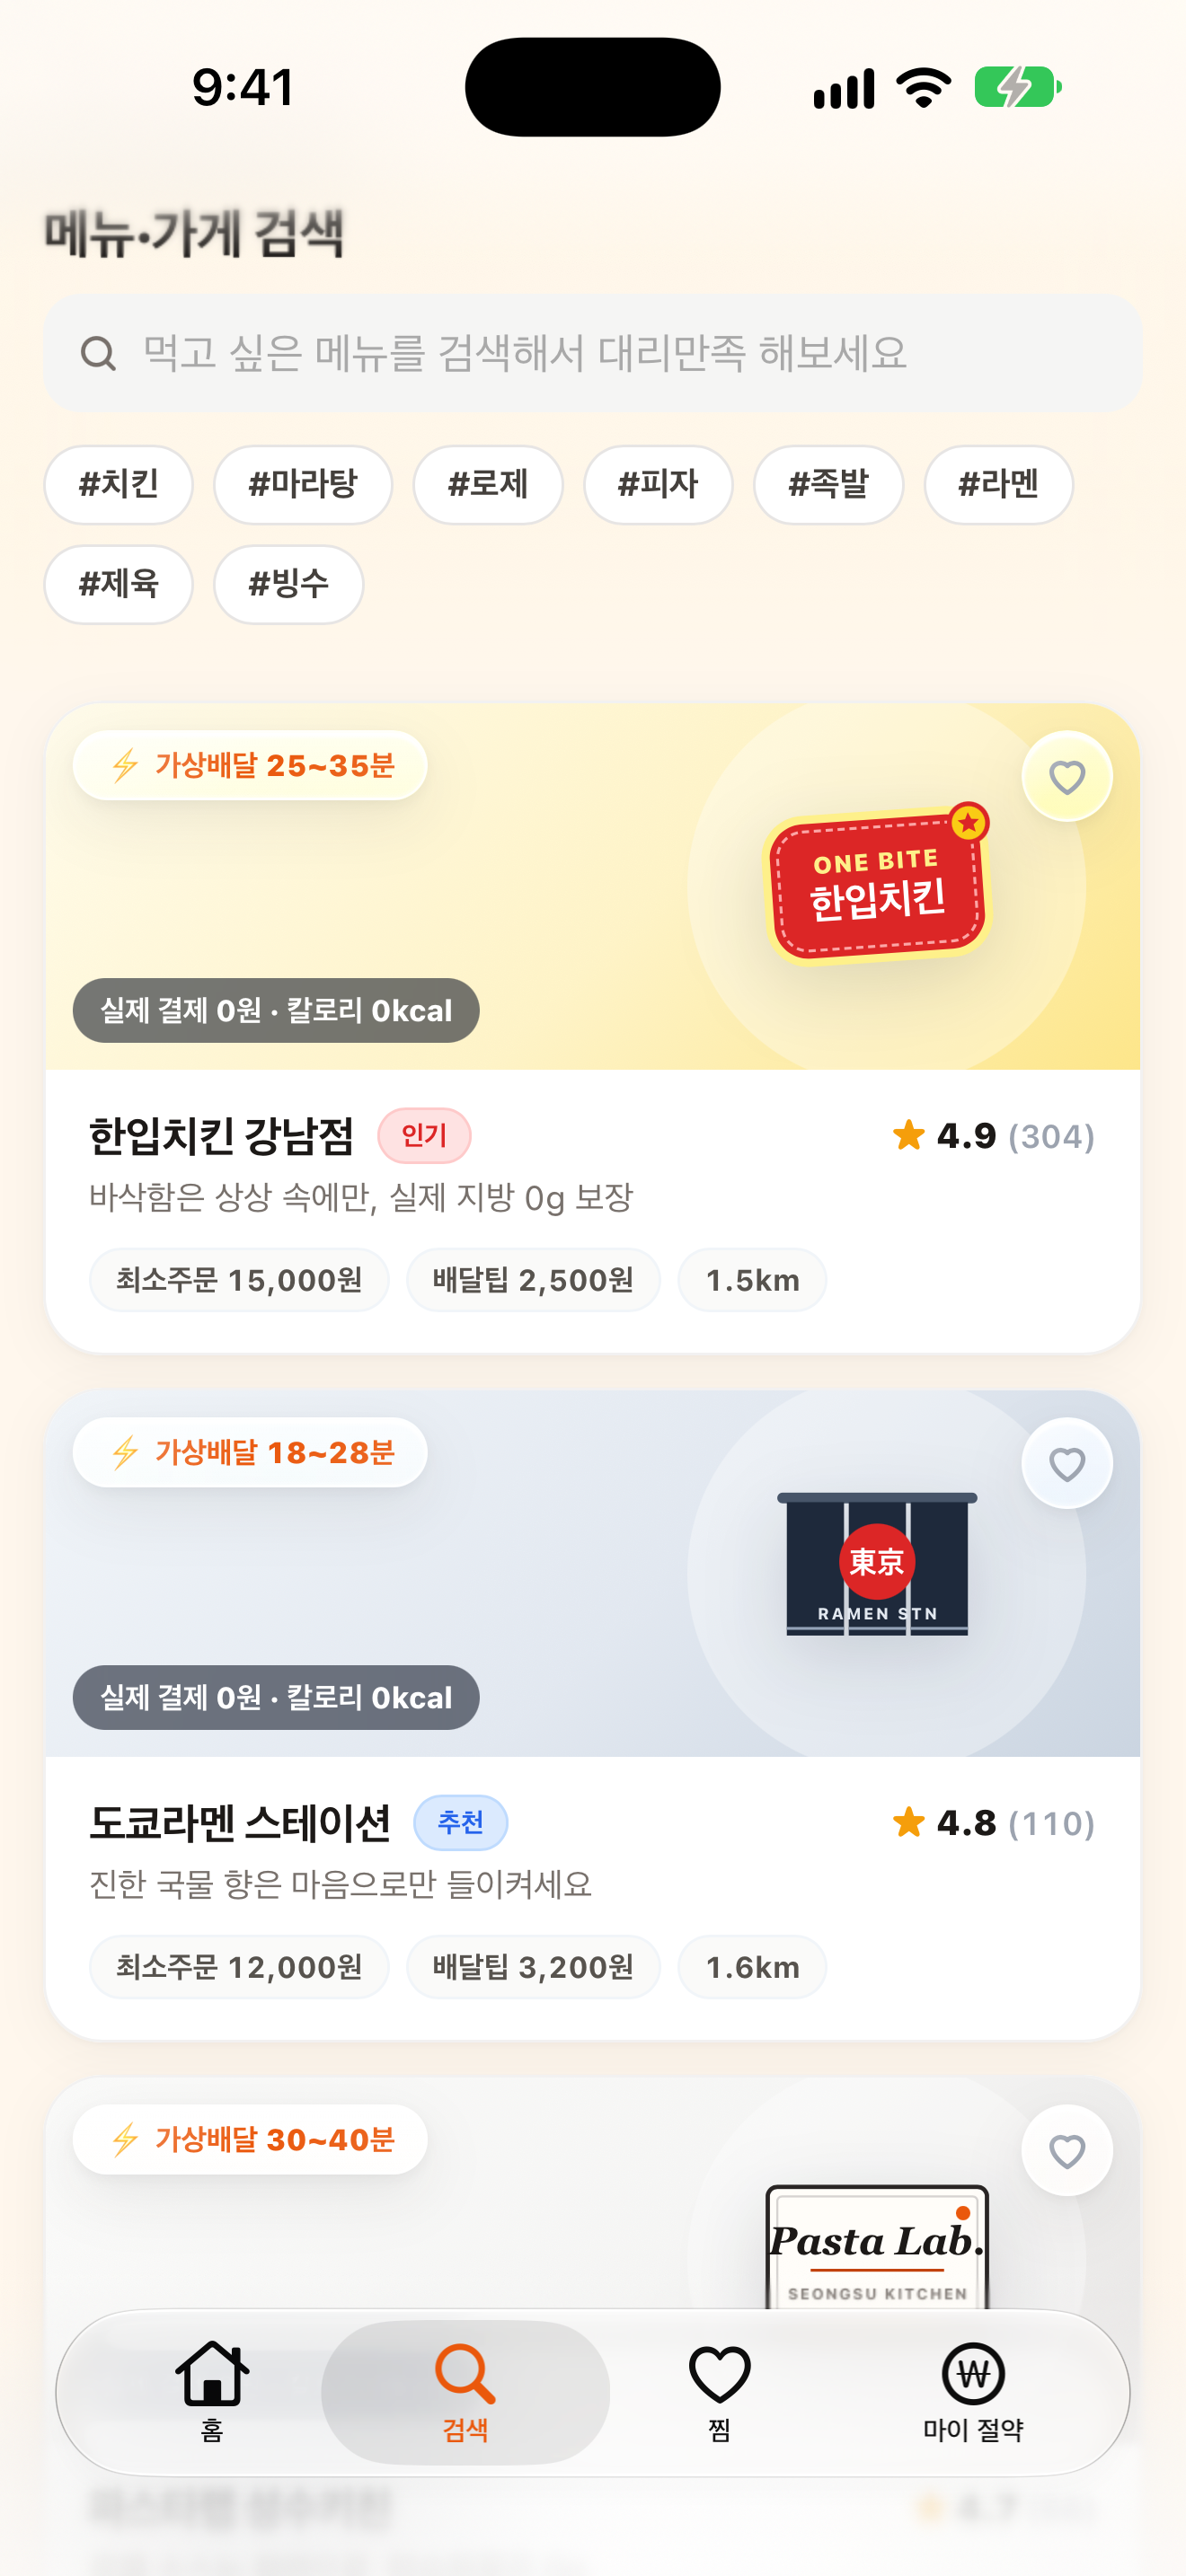 9:41
메뉴•가게 검색
먹고 싶은 메뉴를 검색해서 대리만족 해보세요
#치킨 #마라탕 #로제 #피자 #족발 #라멘
#제육 #빙수
가상배달 25~35분
ONE BITE
한입치킨
실제 결제 0원 · 칼로리 0kcal
한입치킨 강남점 인기 4.9 (304)
바삭함은 상상 속에만, 실제 지방 0g 보장
최소주문 15,000원 배달팁 2,500원 1.5km
가상배달 18~28분
東京
RAMEN STN
실제 결제 0원 · 칼로리 0kcal
도쿄라멘 스테이션 추천 4.8 (110)
진한 국물 향은 마음으로만 들이켜세요
최소주문 12,000원 배달팁 3,200원 1.6km
가상배달 30~40분
Pasta Lab.
SEONGSU KITCHEN
홈 검색 찜 마이 절약